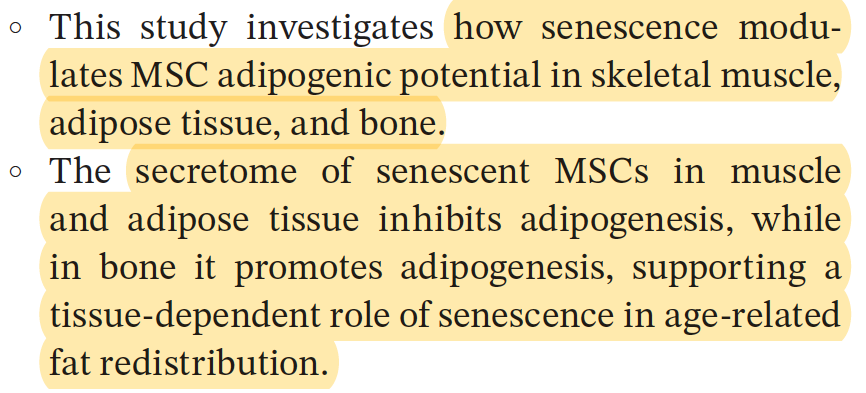 ◦ This study investigates how senescence modu-
lates MSC adipogenic potential in skeletal muscle,
adipose tissue, and bone.
◦ The secretome of senescent MSCs in muscle
and adipose tissue inhibits adipogenesis, while
in bone it promotes adipogenesis, supporting a
tissue-dependent role of senescence in age-related
fat redistribution.